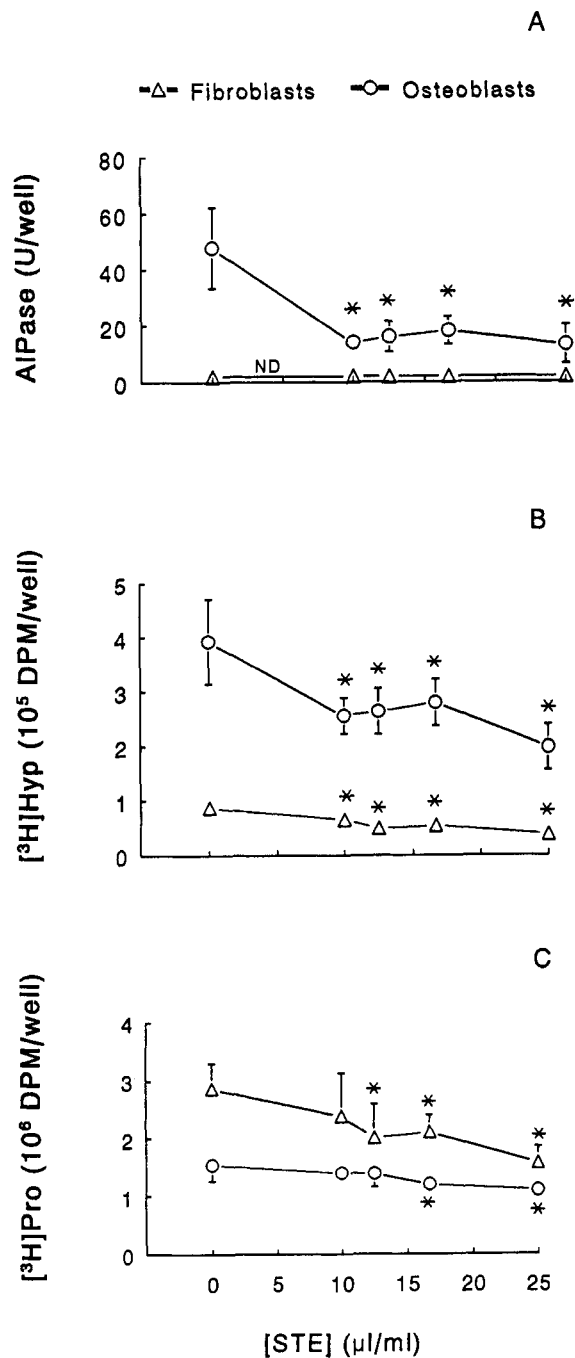 A
Fibroblasts Osteoblasts
AlPase (U/well)
80
60
40
20
0
* * * *
ND
B
[³H]Hyp (10⁵ DPM/well)
5
4
3
2
1
0
* * * *
* * * *
C
[³H]Pro (10⁶ DPM/well)
4
3
2
1
0
* * *
* *
0 5 10 15 20 25
[STE] (µl/ml)